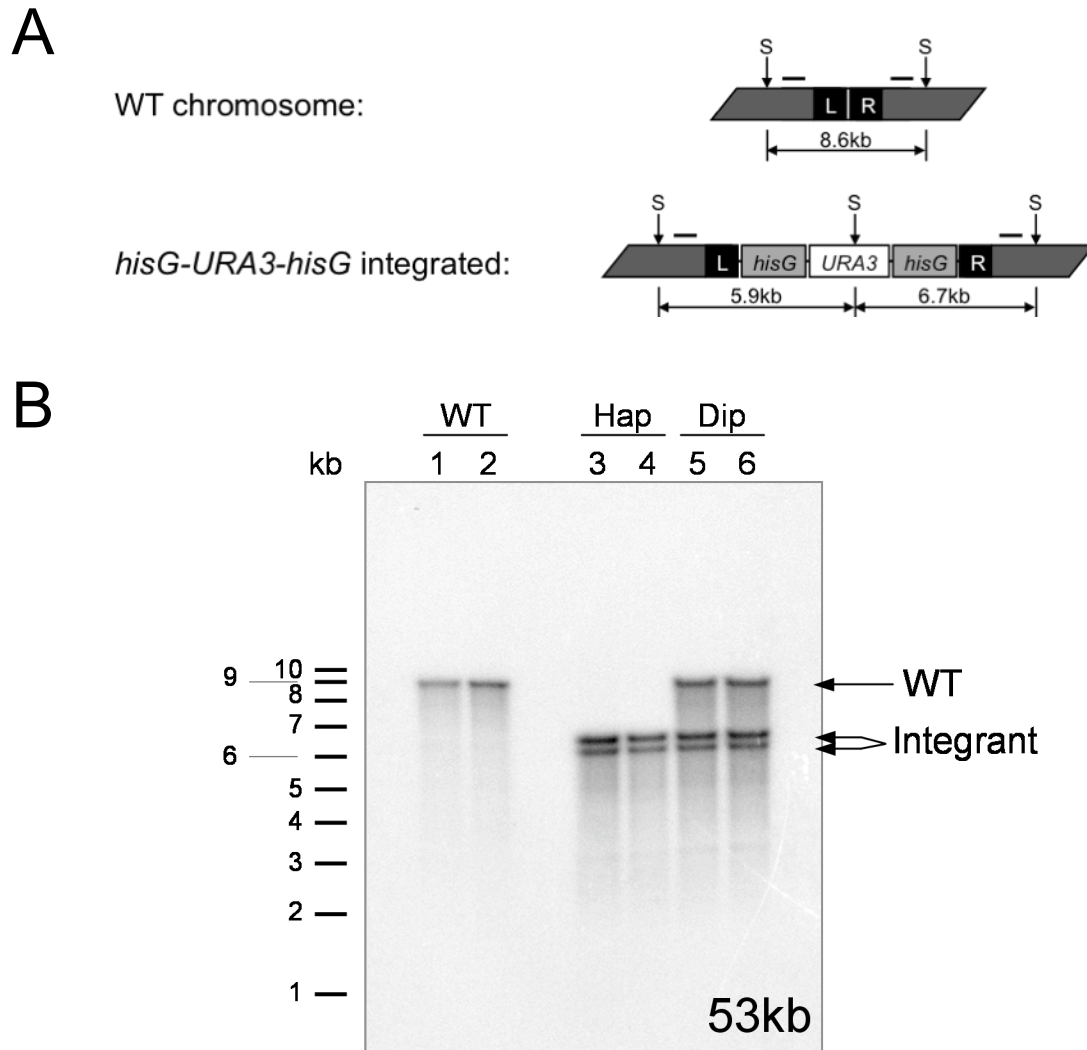 A
S S
WT chromosome:
L R
8.6kb
S S S
hisG-URA3-hisG integrated:
L hisG URA3 hisG R
5.9kb 6.7kb
B
WT Hap Dip
kb 1 2 3 4 5 6
10
9
8
WT
7
Integrant
6
5
4
3
2
1
53kb